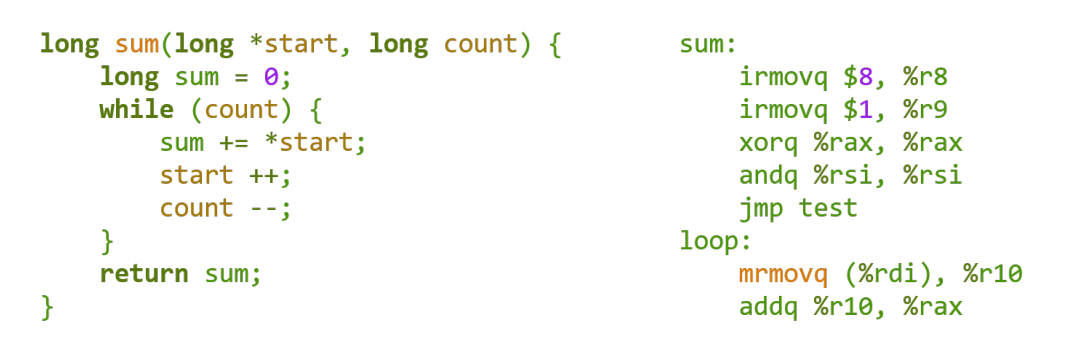 long sum(long *start, long count) {
    long sum = 0;
    while (count) {
        sum += *start;
        start ++;
        count --;
    }
    return sum;
}
sum:
    irmovq $8, %r8
    irmovq $1, %r9
    xorq %rax, %rax
    andq %rsi, %rsi
    jmp test
loop:
    mrmovq (%rdi), %r10
    addq %r10, %rax